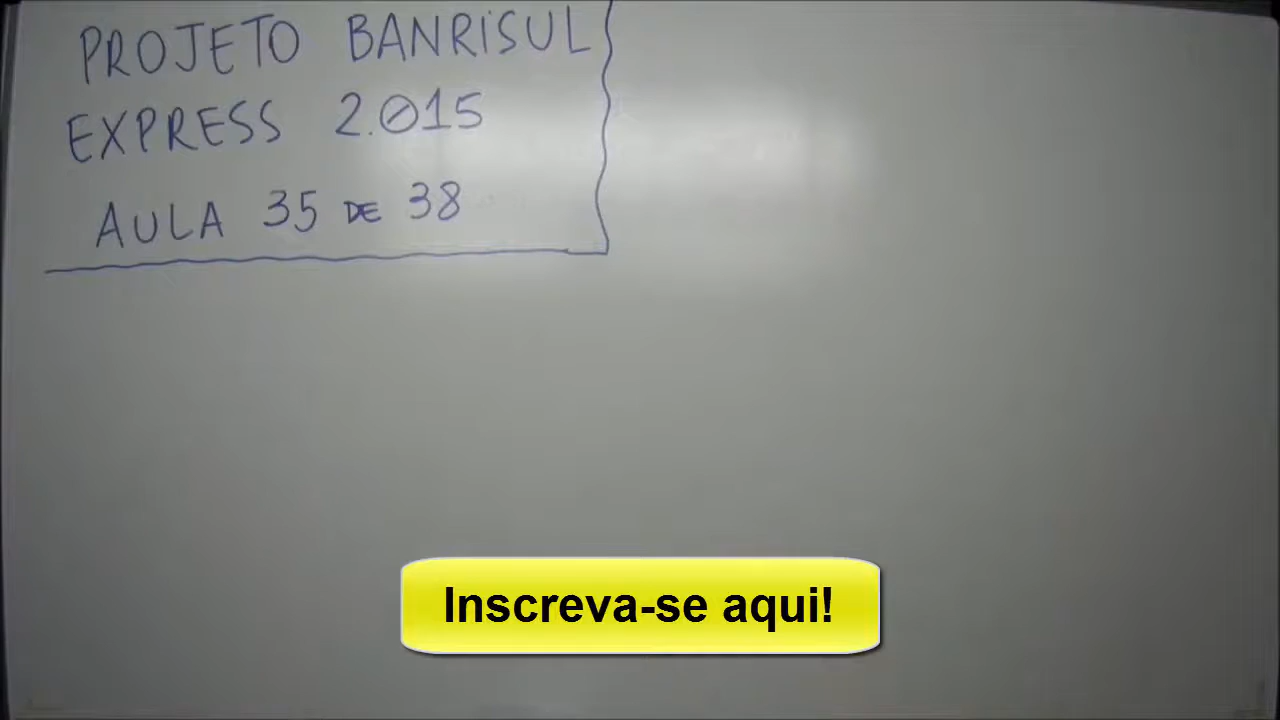 PROJETO BANRISUL
EXPRESS 2.015
AULA 35 DE 38
Inscreva-se aqui!